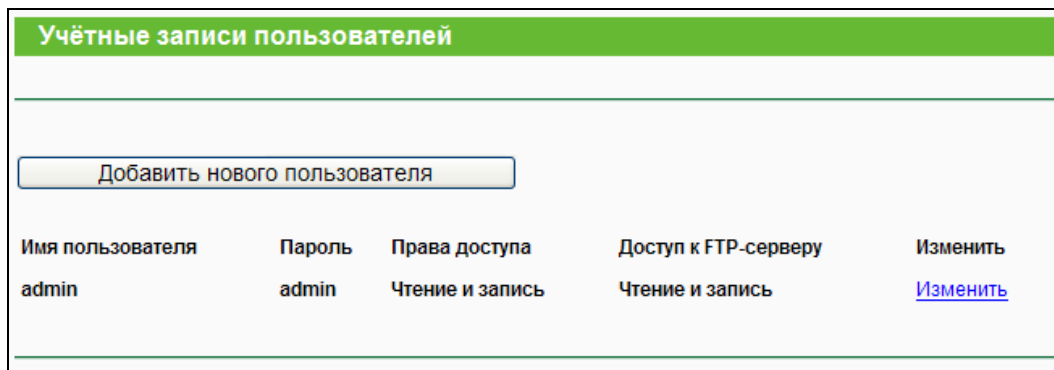 Учётные записи пользователей
Добавить нового пользователя
Имя пользователя Пароль Права доступа Доступ к FTP-серверу Изменить
admin admin Чтение и запись Чтение и запись Изменить